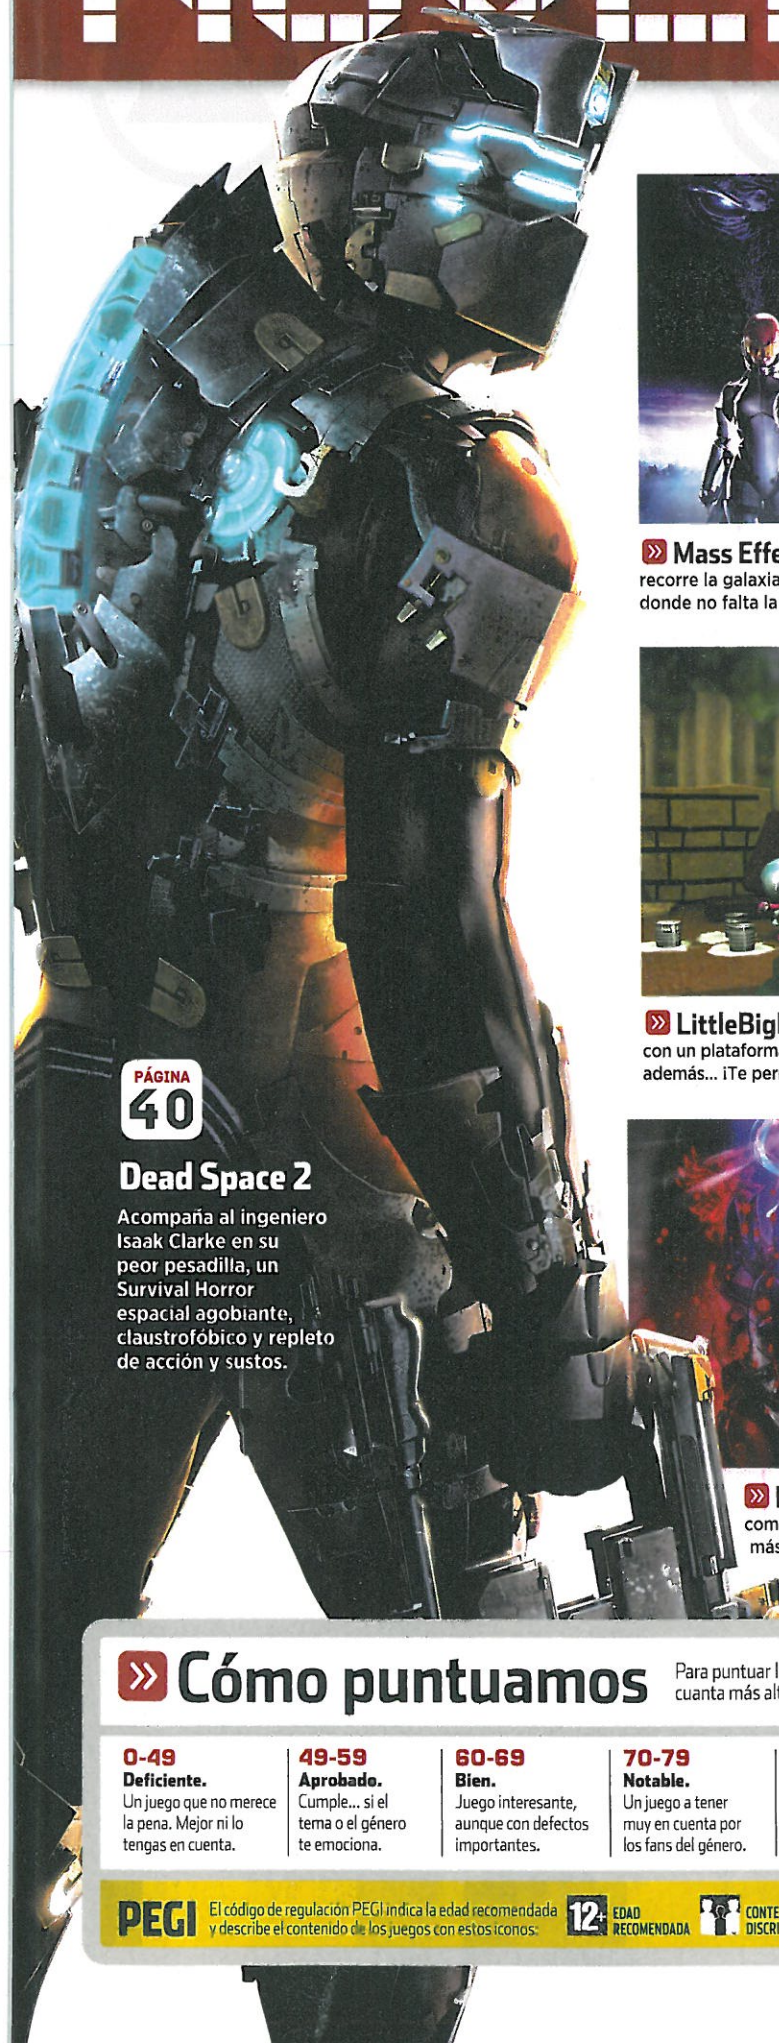 Mass Effe
recorre la galaxia
donde no falta la
LittleBig
con un plataform
además... ¡Te per
PÁGINA
40
Dead Space 2
Acompaña al ingeniero
Isaak Clarke en su
peor pesadilla, un
Survival Horror
espacial agobiante,
claustrofóbico y repleto
de acción y sustos.
com
más
Cómo puntuamos
Para puntuar l
cuanta más alt
0-49
Deficiente.
Un juego que no merece
la pena. Mejor ni lo
tengas en cuenta.
49-59
Aprobado.
Cumple... si el
tema o el género
te emociona.
60-69
Bien.
Juego interesante,
aunque con defectos
importantes.
70-79
Notable.
Un juego a tener
muy en cuenta por
los fans del género.
PEGI
El código de regulación PEGI indica la edad recomendada
y describe el contenido de los juegos con estos iconos:
12+
EDAD
RECOMENDADA
CONTE
DISCRI